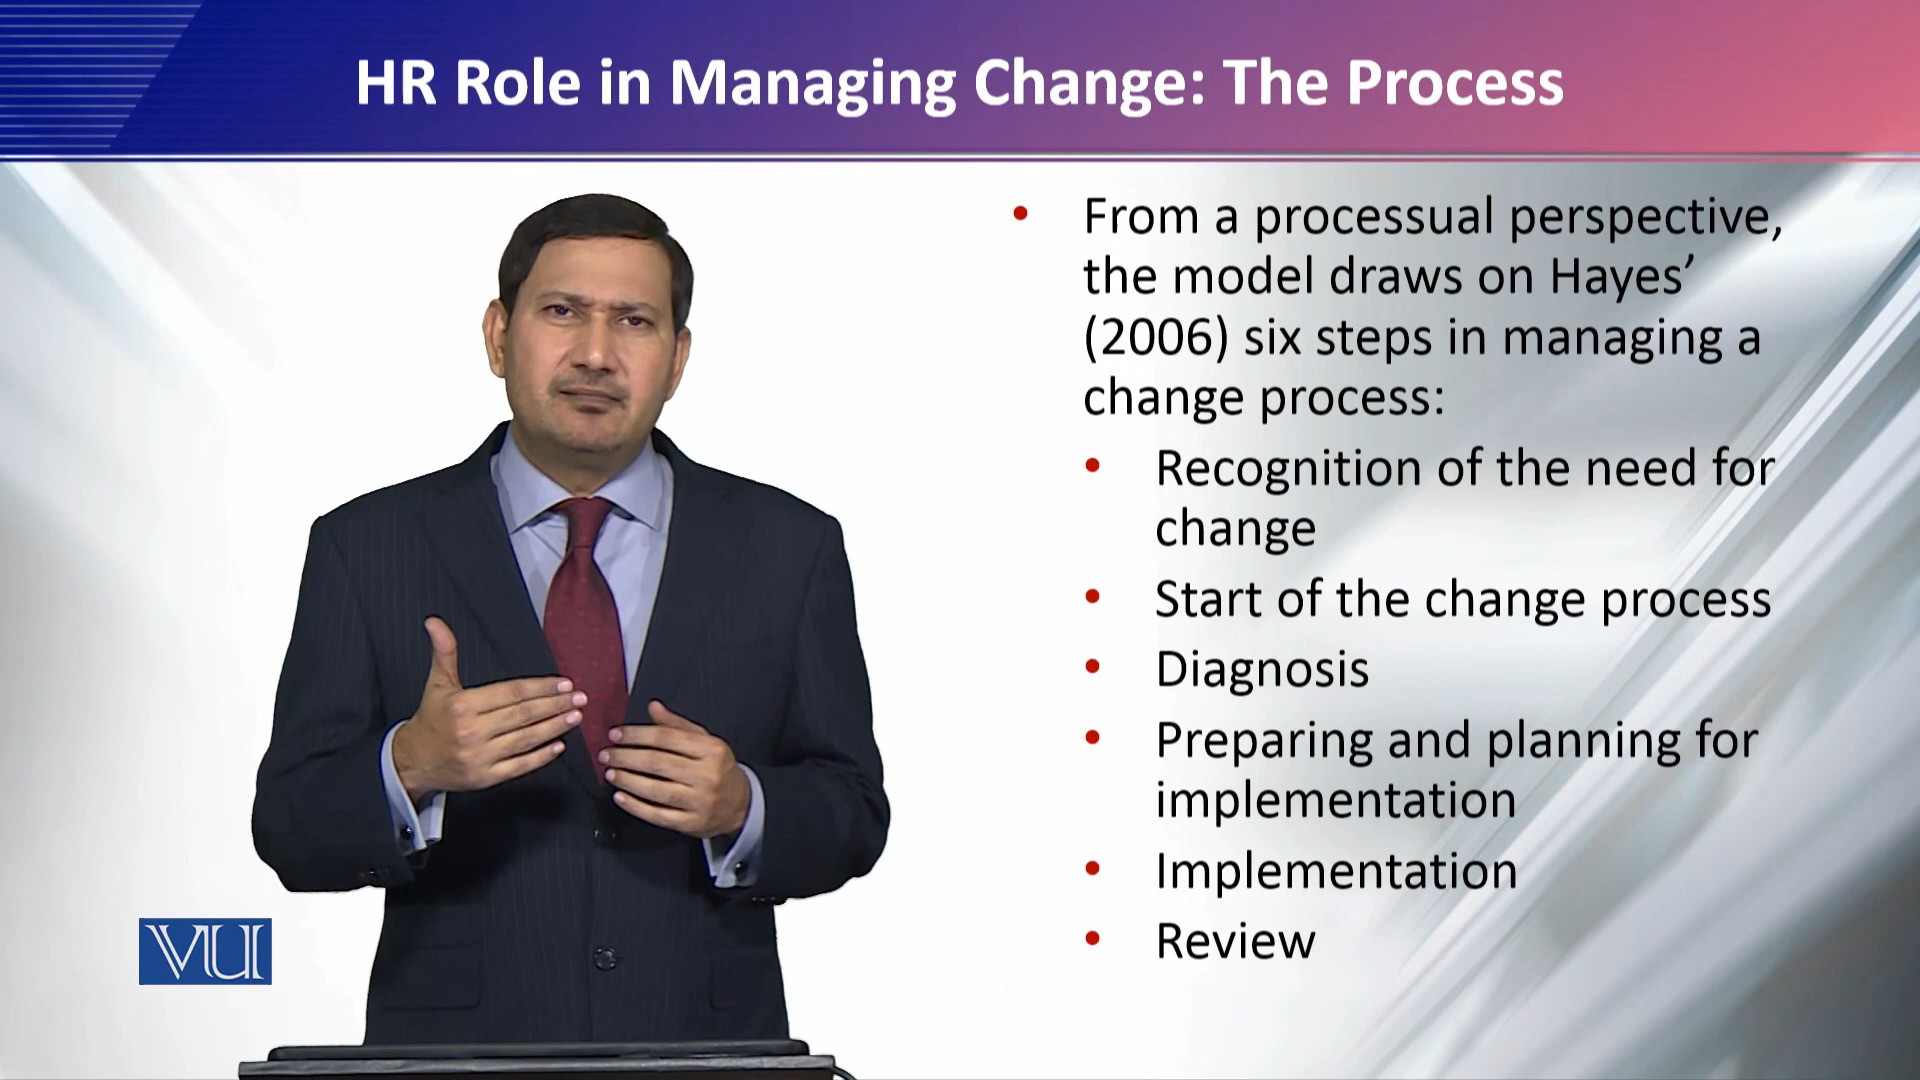 HR Role in Managing Change: The Process
• From a processual perspective,
the model draws on Hayes’
(2006) six steps in managing a
change process:
• Recognition of the need for
change
• Start of the change process
• Diagnosis
• Preparing and planning for
implementation
• Implementation
• Review
VU